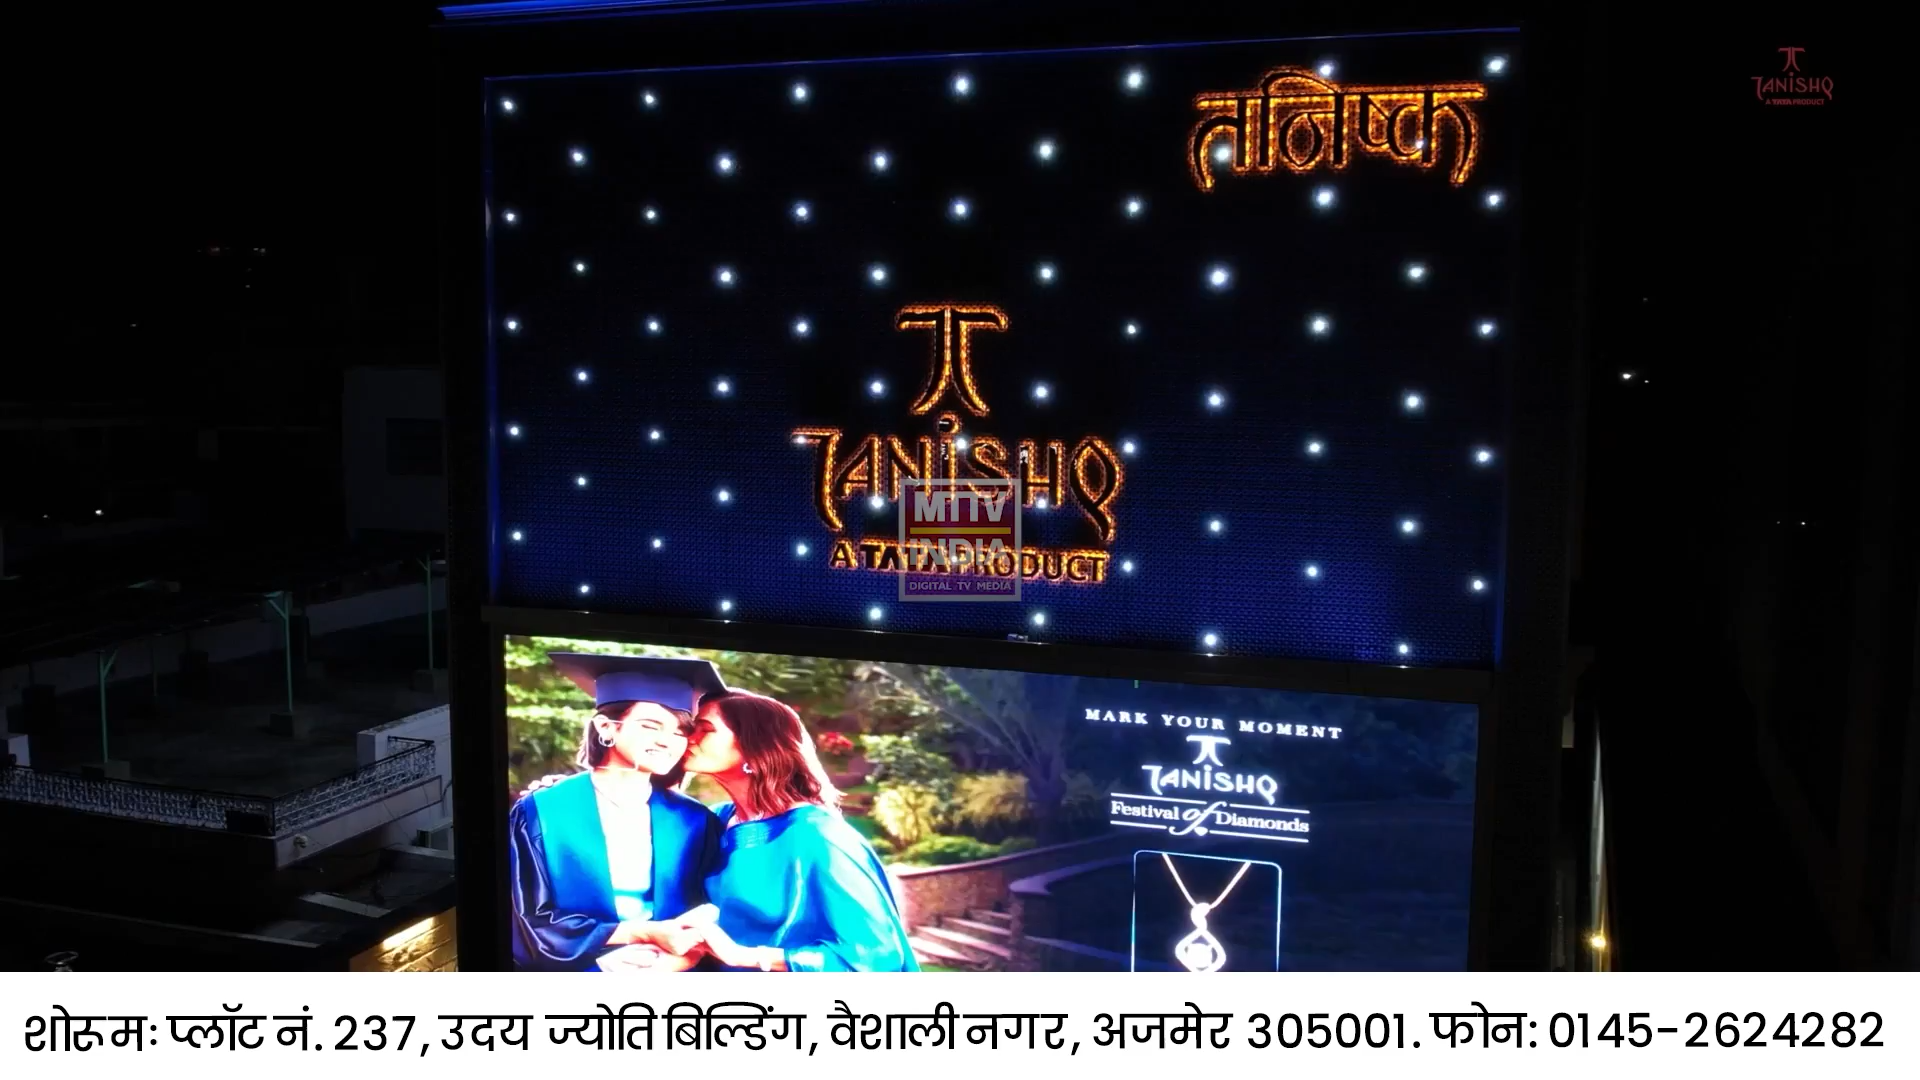 तनिष्क
TANISHQ
A TATA PRODUCT
TANISHQ
A TATA PRODUCT
MTTV
INDIA
DIGITAL TV MEDIA
MARK YOUR MOMENT
TANISHQ
Festival of Diamonds
शोरूमः प्लॉट नं. 237, उदय ज्योति बिल्डिंग, वैशाली नगर, अजमेर 305001. फोन: 0145-2624282